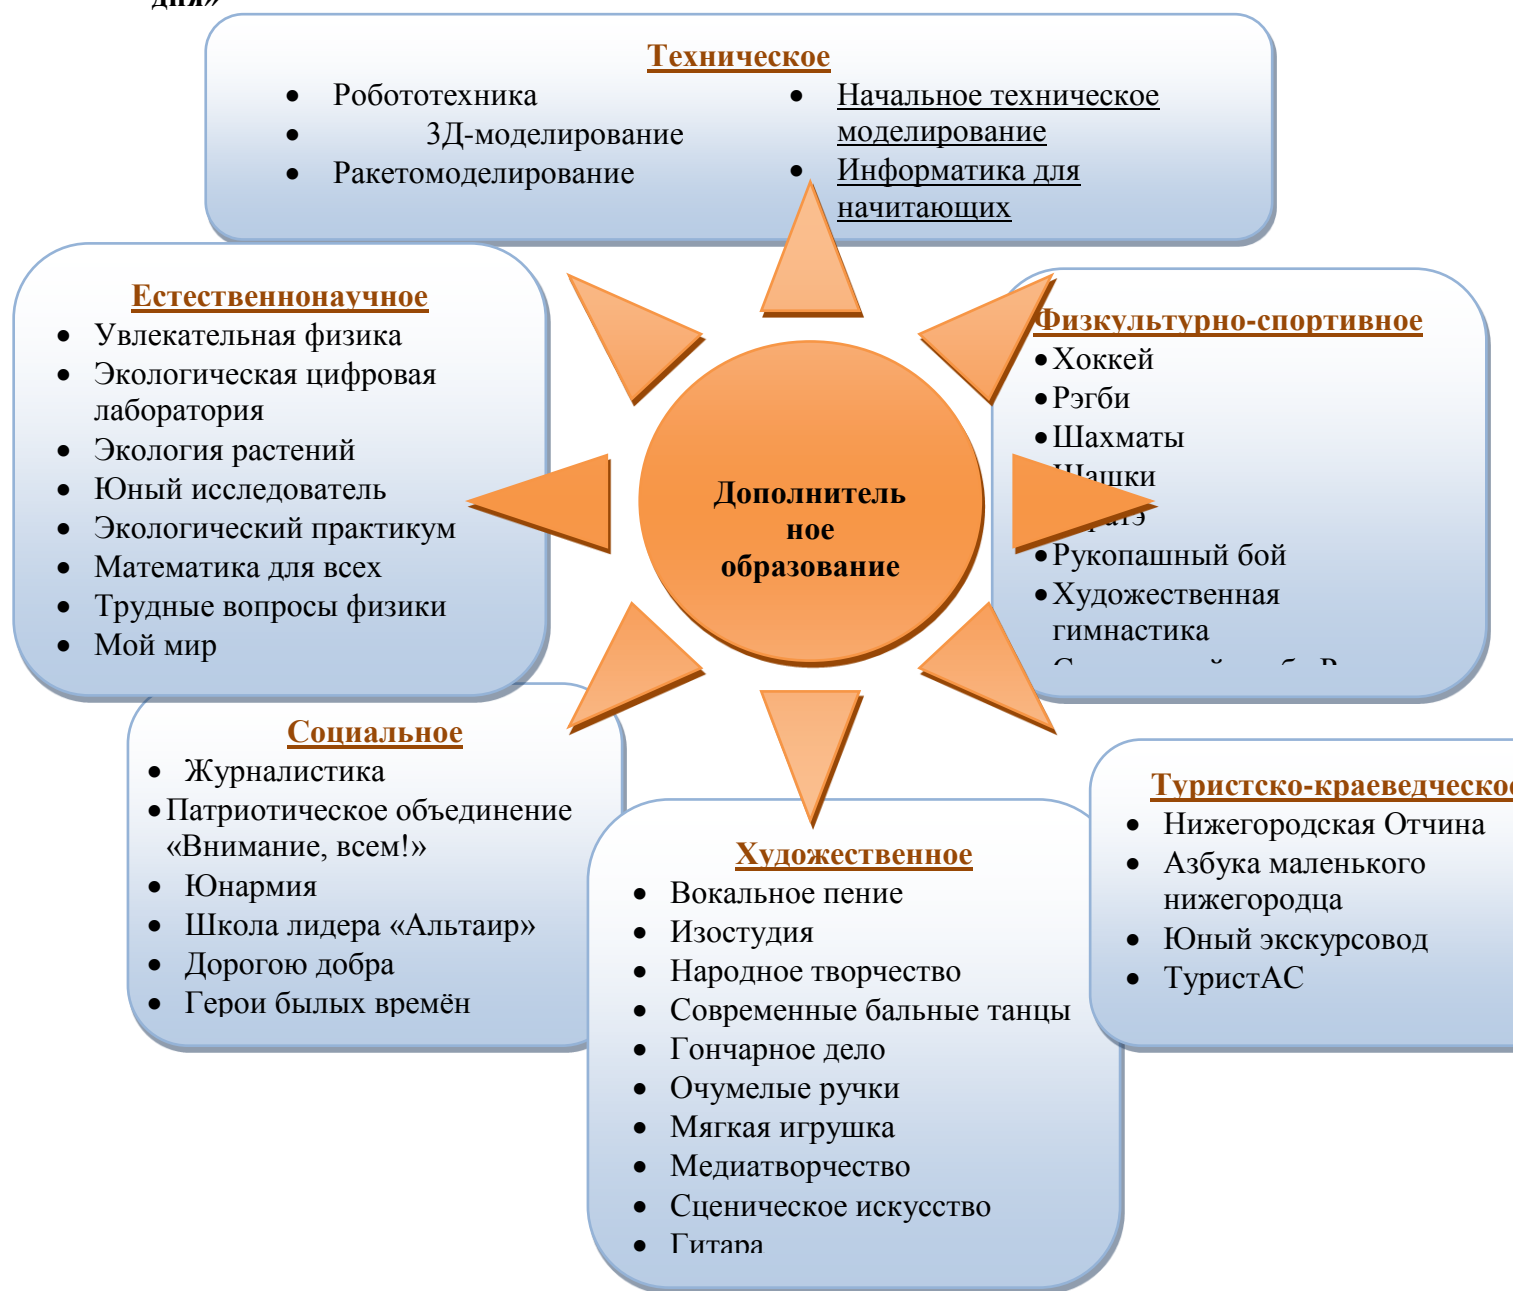 дня»
Техническое
Робототехника
3Д-моделирование
Ракетомоделирование
Начальное техническое
моделирование
Информатика для
начитающих
Естественнонаучное
Увлекательная физика
Экологическая цифровая
лаборатория
Экология растений
Юный исследователь
Экологический практикум
Математика для всех
Трудные вопросы физики
Мой мир
Физкультурно-спортивное
Хоккей
Рэгби
Шахматы
Шашки
Рукопашный бой
Художественная
гимнастика
Дополнитель
ное
образование
Социальное
Журналистика
Патриотическое объединение
«Внимание, всем!»
Юнармия
Школа лидера «Альтаир»
Дорогою добра
Герои былых времён
Художественное
Вокальное пение
Изостудия
Народное творчество
Современные бальные танцы
Гончарное дело
Очумелые ручки
Мягкая игрушка
Медиатворчество
Сценическое искусство
Гитара
Туристско-краеведческое
Нижегородская Отчина
Азбука маленького
нижегородца
Юный экскурсовод
ТуристАС